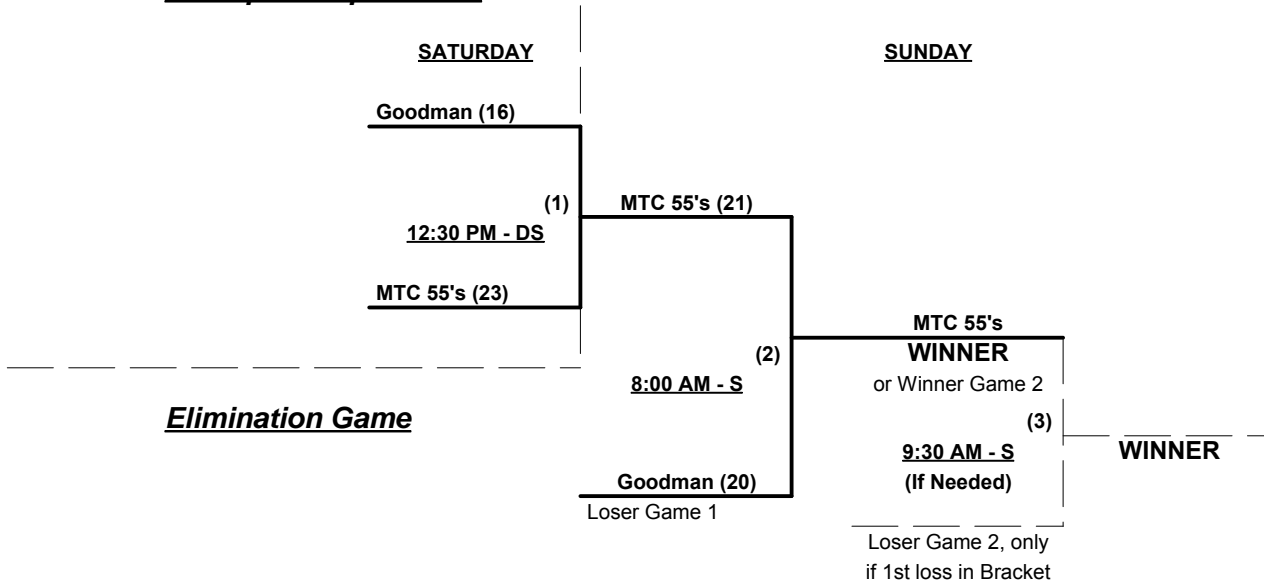 SATURDAY
SUNDAY
Goodman (16)
(1)
MTC 55's (21)
12:30 PM - DS
MTC 55's (23)
MTC 55's
WINNER
(2)
8:00 AM - S
or Winner Game 2
Elimination Game
(3)
9:30 AM - S
WINNER
(If Needed)
Goodman (20)
Loser Game 1
Loser Game 2, only
if 1st loss in Bracket